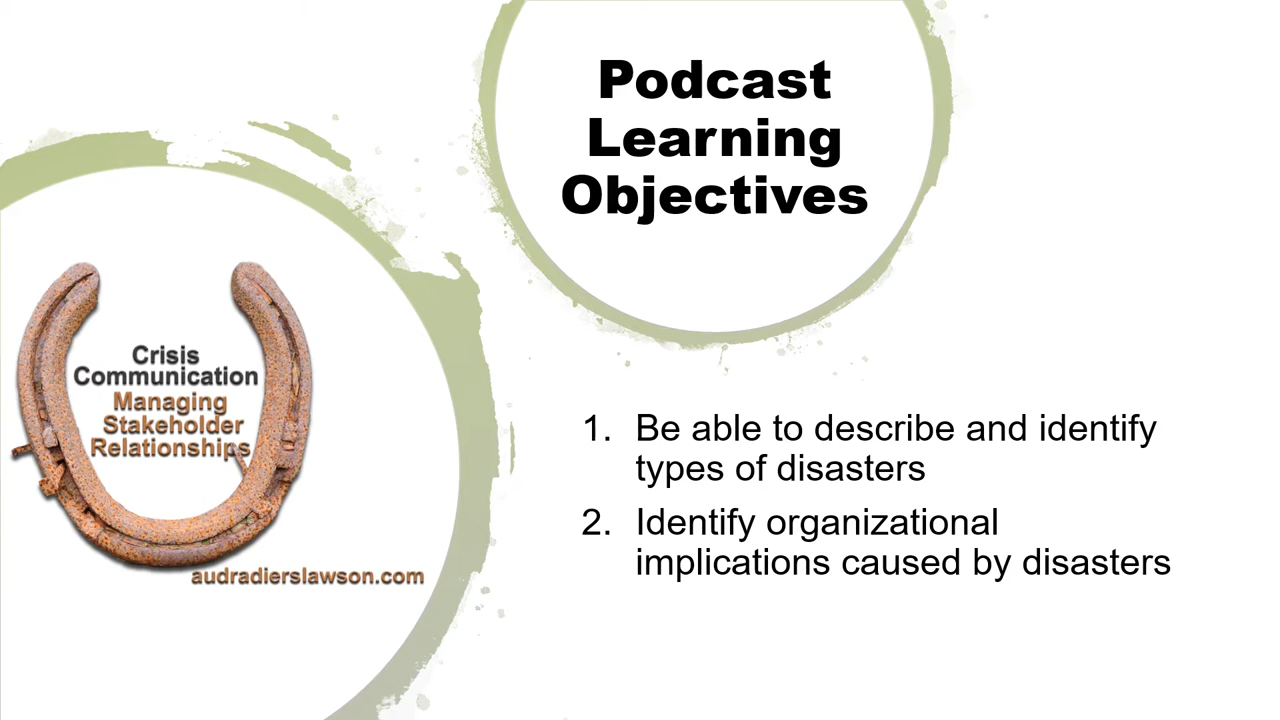 Podcast
Learning
Objectives
Crisis
Communication
Managing
Stakeholder
Relationships
audradierslawson.com
1. Be able to describe and identify
types of disasters
2. Identify organizational
implications caused by disasters